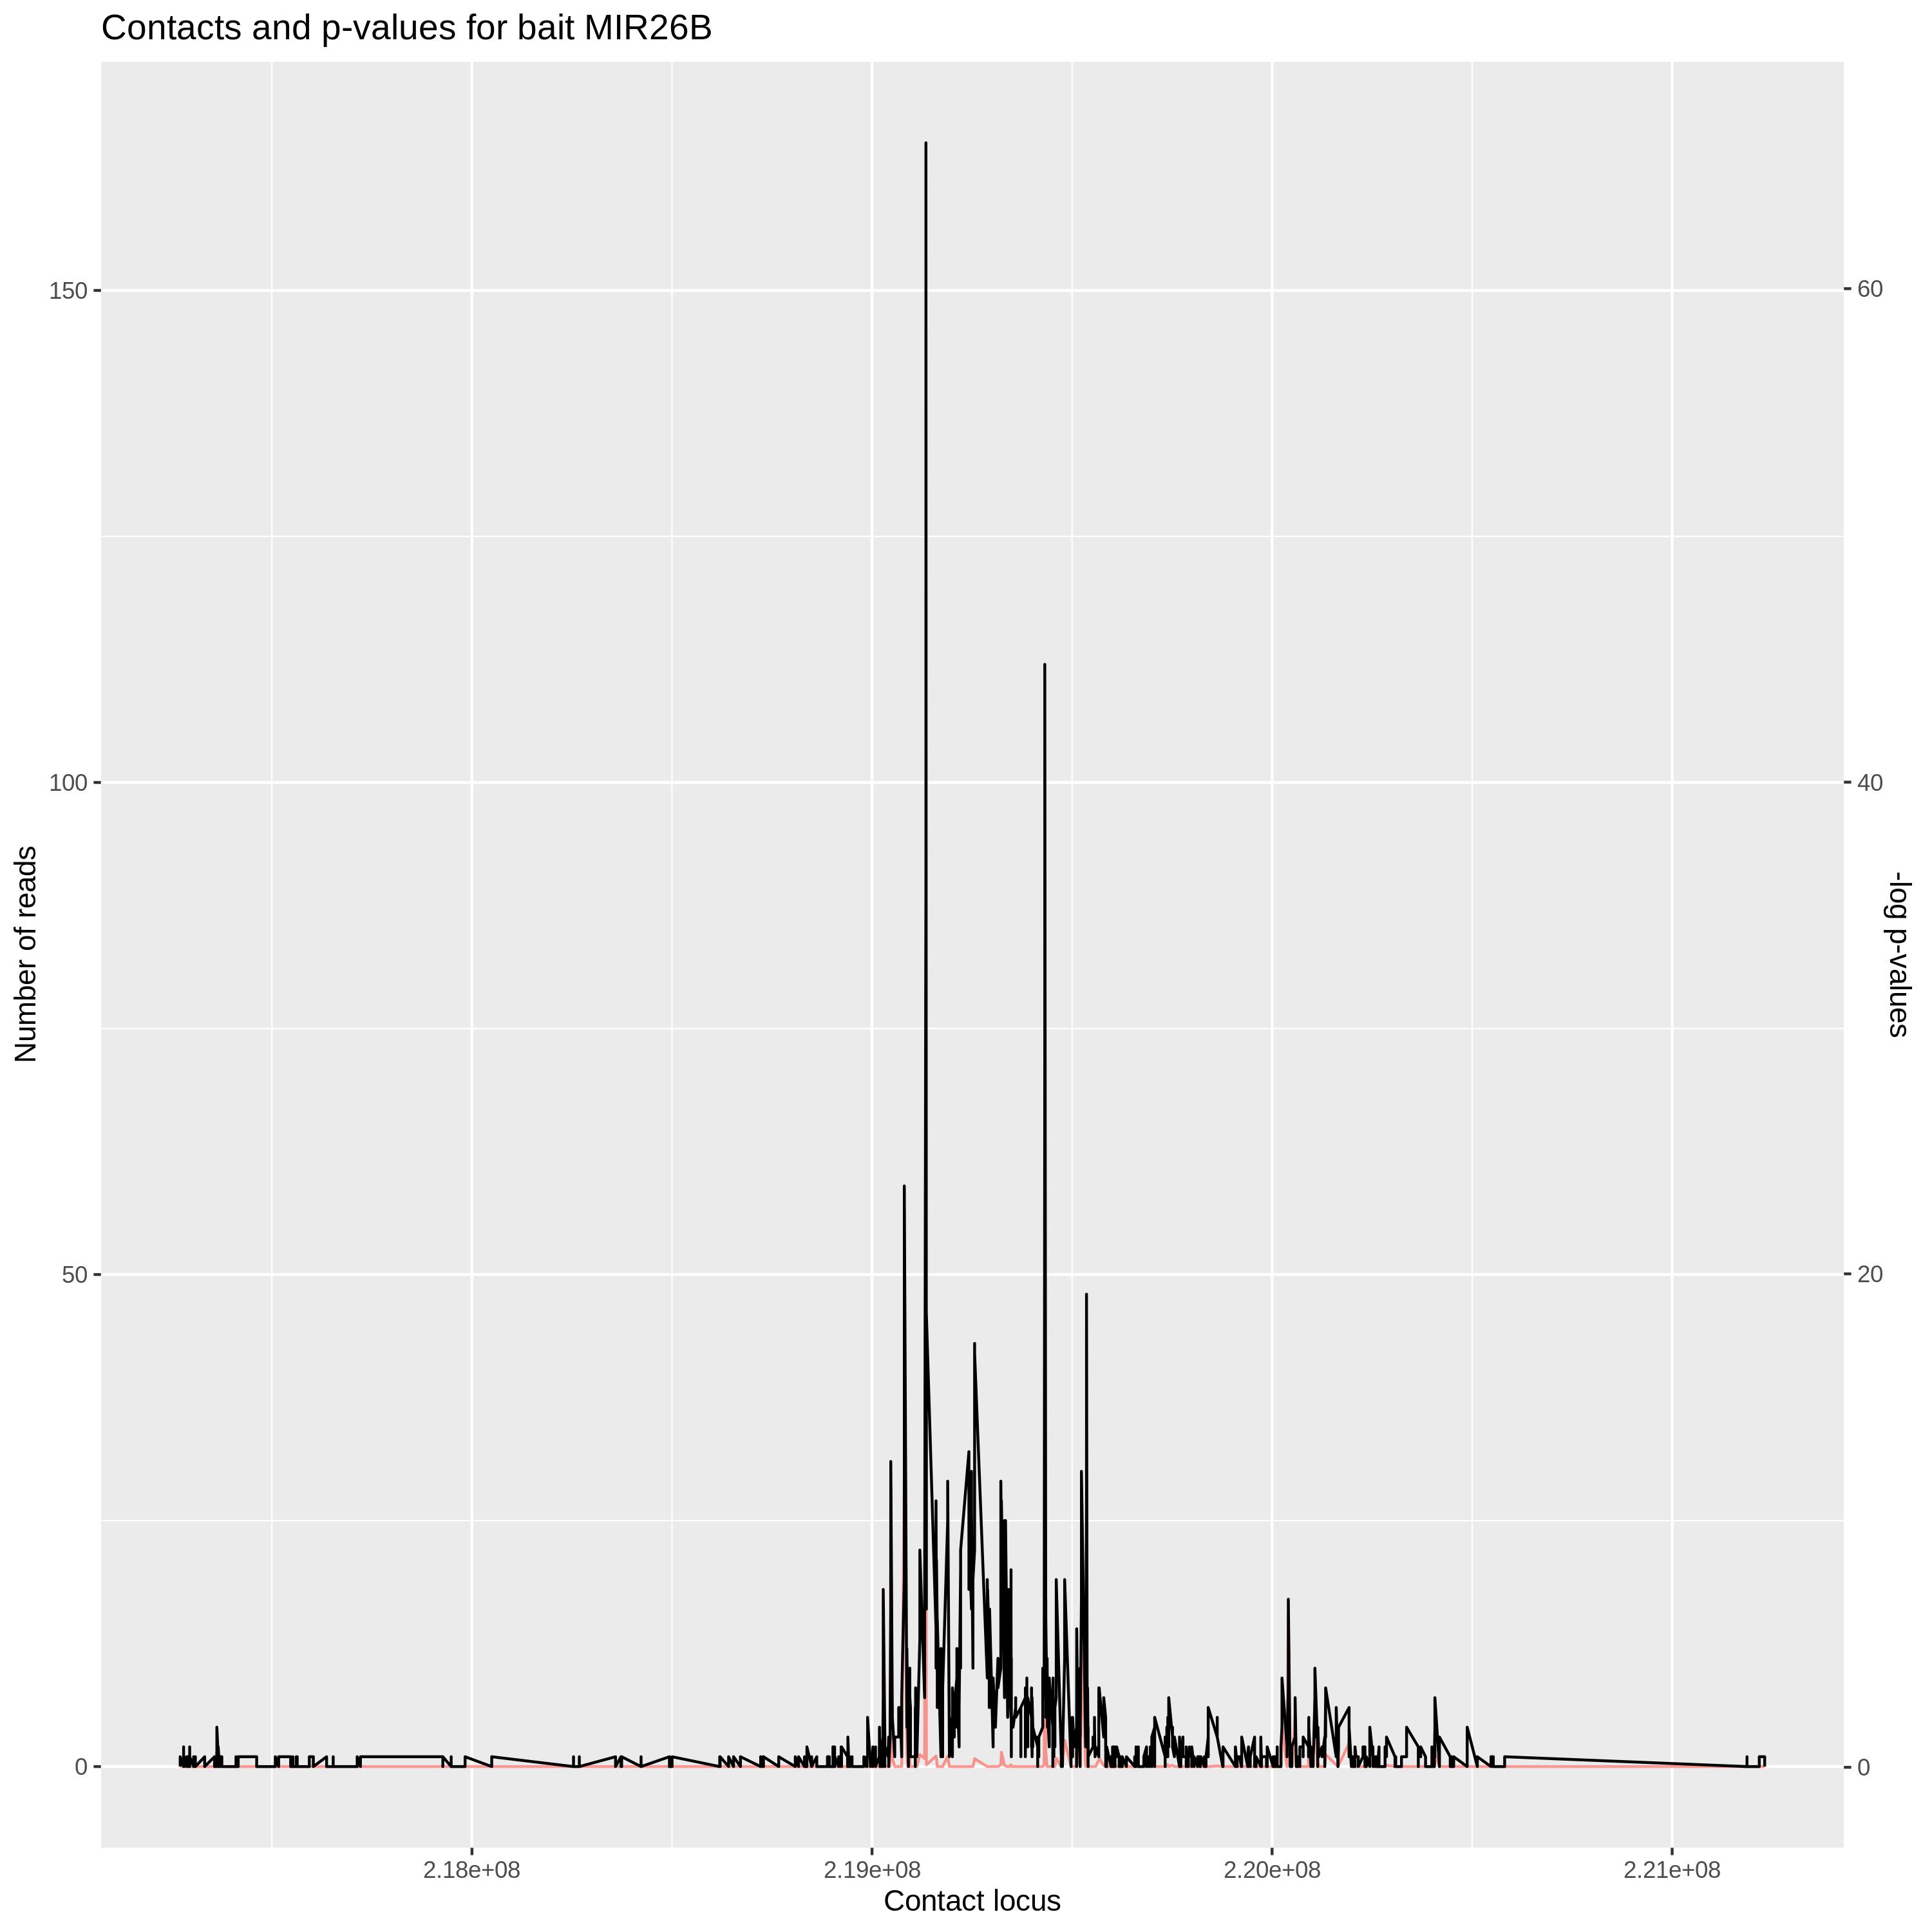 Contacts and p-values for bait MIR26B
150
100
50
0
60
40
20
0
Number of reads
-log p-values
2.18e+08 2.19e+08 2.20e+08 2.21e+08
Contact locus